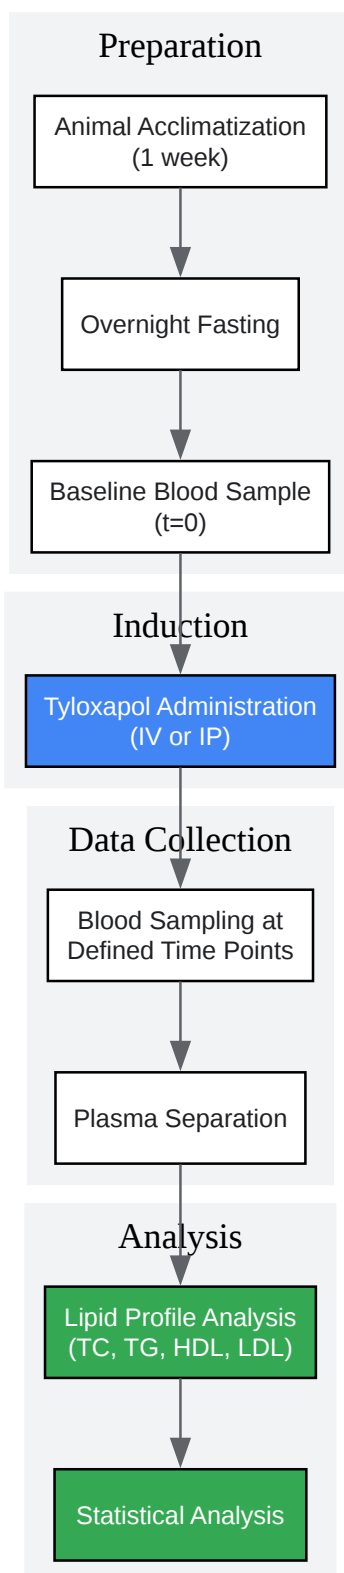 Preparation
Animal Acclimatization
(1 week)
Overnight Fasting
Baseline Blood Sample
(t=0)
Induction
Tyloxapol Administration
(IV or IP)
Data Collection
Blood Sampling at
Defined Time Points
Plasma Separation
Analysis
Lipid Profile Analysis
(TC, TG, HDL, LDL)
Statistical Analysis